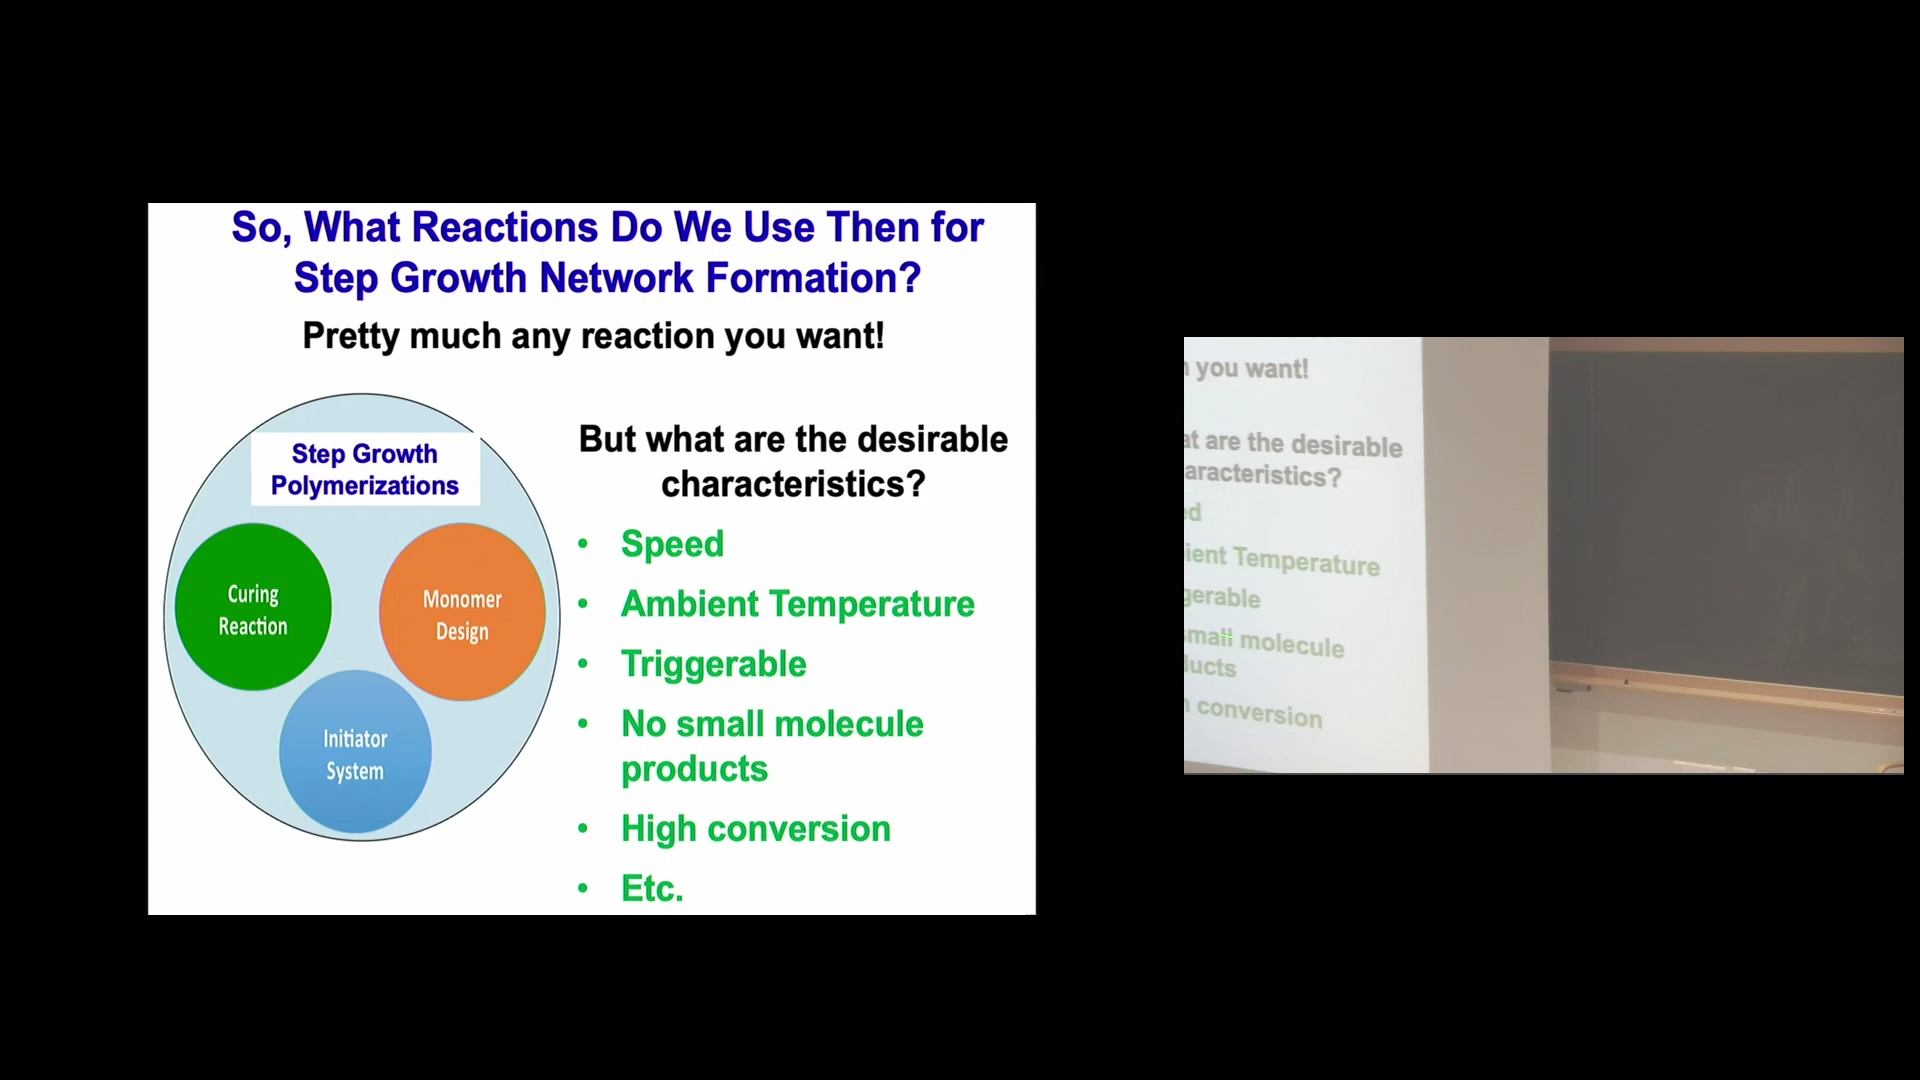 So, What Reactions Do We Use Then for
Step Growth Network Formation?
Pretty much any reaction you want!
Step Growth
Polymerizations
Curing
Reaction
Monomer
Design
Initiator
System
But what are the desirable
characteristics?
• Speed
• Ambient Temperature
• Triggerable
• No small molecule
products
• High conversion
• Etc.
you want!
at are the desirable
aracteristics?
ed
ient Temperature
gerable
small molecule
ducts
conversion